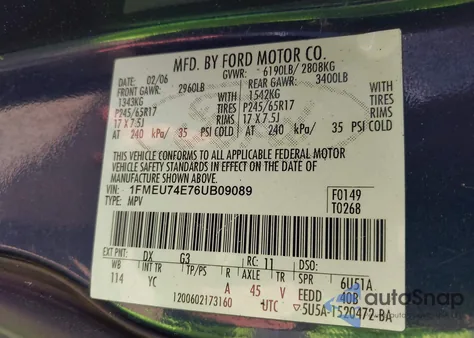 MFD. BY FORD MOTOR CO.
DATE: 02/06 GVWR: 6190LB/ 2808KG
FRONT GAWR: 2960LB REAR GAWR: 3400LB
1343KG WITH 1542KG WITH
P245/65R17 TIRES P245/65R17 TIRES
17 X 7.5J RIMS 17 X 7.5J RIMS
AT 240 kPa/ 35 PSI COLD AT 240 kPa/ 35 PSI COLD
THIS VEHICLE CONFORMS TO ALL APPLICABLE FEDERAL MOTOR
VEHICLE SAFETY STANDARDS IN EFFECT ON THE DATE OF
MANUFACTURE SHOWN ABOVE.
1FMEU74E76UB09089 F0149
TYPE: MPV T0268
EXT PNT: DX G3 RC: 11
WB INT TR TP/PS R AXLE TR SPR 6U51A
114 YC A 45 V EEDD 40B
1200602173160 UTC 5U5A-1520472-BA
autoSnap